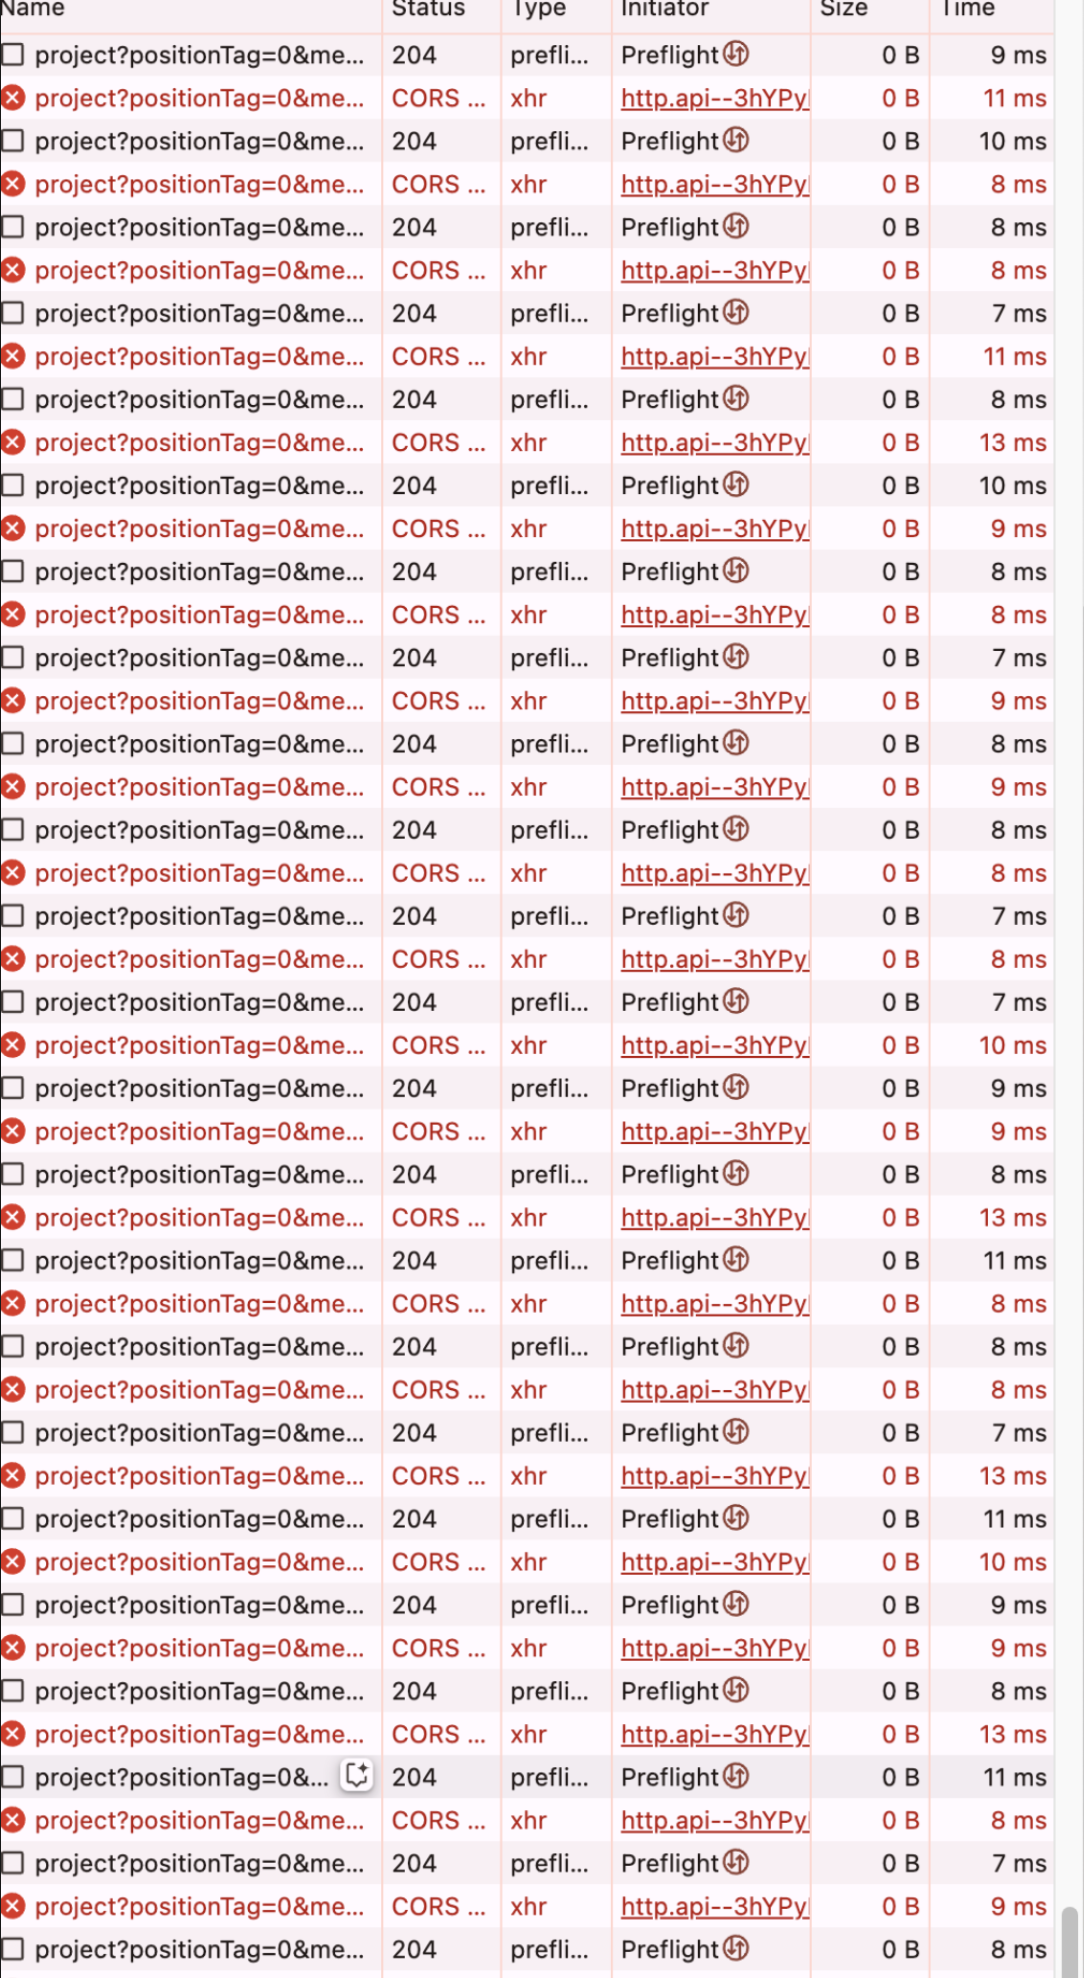 Name Status Type Initiator Size Time
project?positionTag=0&me... 204 prefli... Preflight 0 B 9 ms
project?positionTag=0&me... CORS ... xhr http.api--3hYPy 0 B 11 ms
project?positionTag=0&me... 204 prefli... Preflight 0 B 10 ms
project?positionTag=0&me... CORS ... xhr http.api--3hYPy 0 B 8 ms
project?positionTag=0&me... 204 prefli... Preflight 0 B 8 ms
project?positionTag=0&me... CORS ... xhr http.api--3hYPy 0 B 8 ms
project?positionTag=0&me... 204 prefli... Preflight 0 B 7 ms
project?positionTag=0&me... CORS ... xhr http.api--3hYPy 0 B 11 ms
project?positionTag=0&me... 204 prefli... Preflight 0 B 8 ms
project?positionTag=0&me... CORS ... xhr http.api--3hYPy 0 B 13 ms
project?positionTag=0&me... 204 prefli... Preflight 0 B 10 ms
project?positionTag=0&me... CORS ... xhr http.api--3hYPy 0 B 9 ms
project?positionTag=0&me... 204 prefli... Preflight 0 B 8 ms
project?positionTag=0&me... CORS ... xhr http.api--3hYPy 0 B 8 ms
project?positionTag=0&me... 204 prefli... Preflight 0 B 7 ms
project?positionTag=0&me... CORS ... xhr http.api--3hYPy 0 B 9 ms
project?positionTag=0&me... 204 prefli... Preflight 0 B 8 ms
project?positionTag=0&me... CORS ... xhr http.api--3hYPy 0 B 9 ms
project?positionTag=0&me... 204 prefli... Preflight 0 B 8 ms
project?positionTag=0&me... CORS ... xhr http.api--3hYPy 0 B 8 ms
project?positionTag=0&me... 204 prefli... Preflight 0 B 7 ms
project?positionTag=0&me... CORS ... xhr http.api--3hYPy 0 B 8 ms
project?positionTag=0&me... 204 prefli... Preflight 0 B 7 ms
project?positionTag=0&me... CORS ... xhr http.api--3hYPy 0 B 10 ms
project?positionTag=0&me... 204 prefli... Preflight 0 B 9 ms
project?positionTag=0&me... CORS ... xhr http.api--3hYPy 0 B 9 ms
project?positionTag=0&me... 204 prefli... Preflight 0 B 8 ms
project?positionTag=0&me... CORS ... xhr http.api--3hYPy 0 B 13 ms
project?positionTag=0&me... 204 prefli... Preflight 0 B 11 ms
project?positionTag=0&me... CORS ... xhr http.api--3hYPy 0 B 8 ms
project?positionTag=0&me... 204 prefli... Preflight 0 B 8 ms
project?positionTag=0&me... CORS ... xhr http.api--3hYPy 0 B 8 ms
project?positionTag=0&me... 204 prefli... Preflight 0 B 7 ms
project?positionTag=0&me... CORS ... xhr http.api--3hYPy 0 B 13 ms
project?positionTag=0&me... 204 prefli... Preflight 0 B 11 ms
project?positionTag=0&me... CORS ... xhr http.api--3hYPy 0 B 10 ms
project?positionTag=0&me... 204 prefli... Preflight 0 B 9 ms
project?positionTag=0&me... CORS ... xhr http.api--3hYPy 0 B 9 ms
project?positionTag=0&me... 204 prefli... Preflight 0 B 8 ms
project?positionTag=0&me... CORS ... xhr http.api--3hYPy 0 B 13 ms
project?positionTag=0&... 204 prefli... Preflight 0 B 11 ms
project?positionTag=0&me... CORS ... xhr http.api--3hYPy 0 B 8 ms
project?positionTag=0&me... 204 prefli... Preflight 0 B 7 ms
project?positionTag=0&me... CORS ... xhr http.api--3hYPy 0 B 9 ms
project?positionTag=0&me... 204 prefli... Preflight 0 B 8 ms